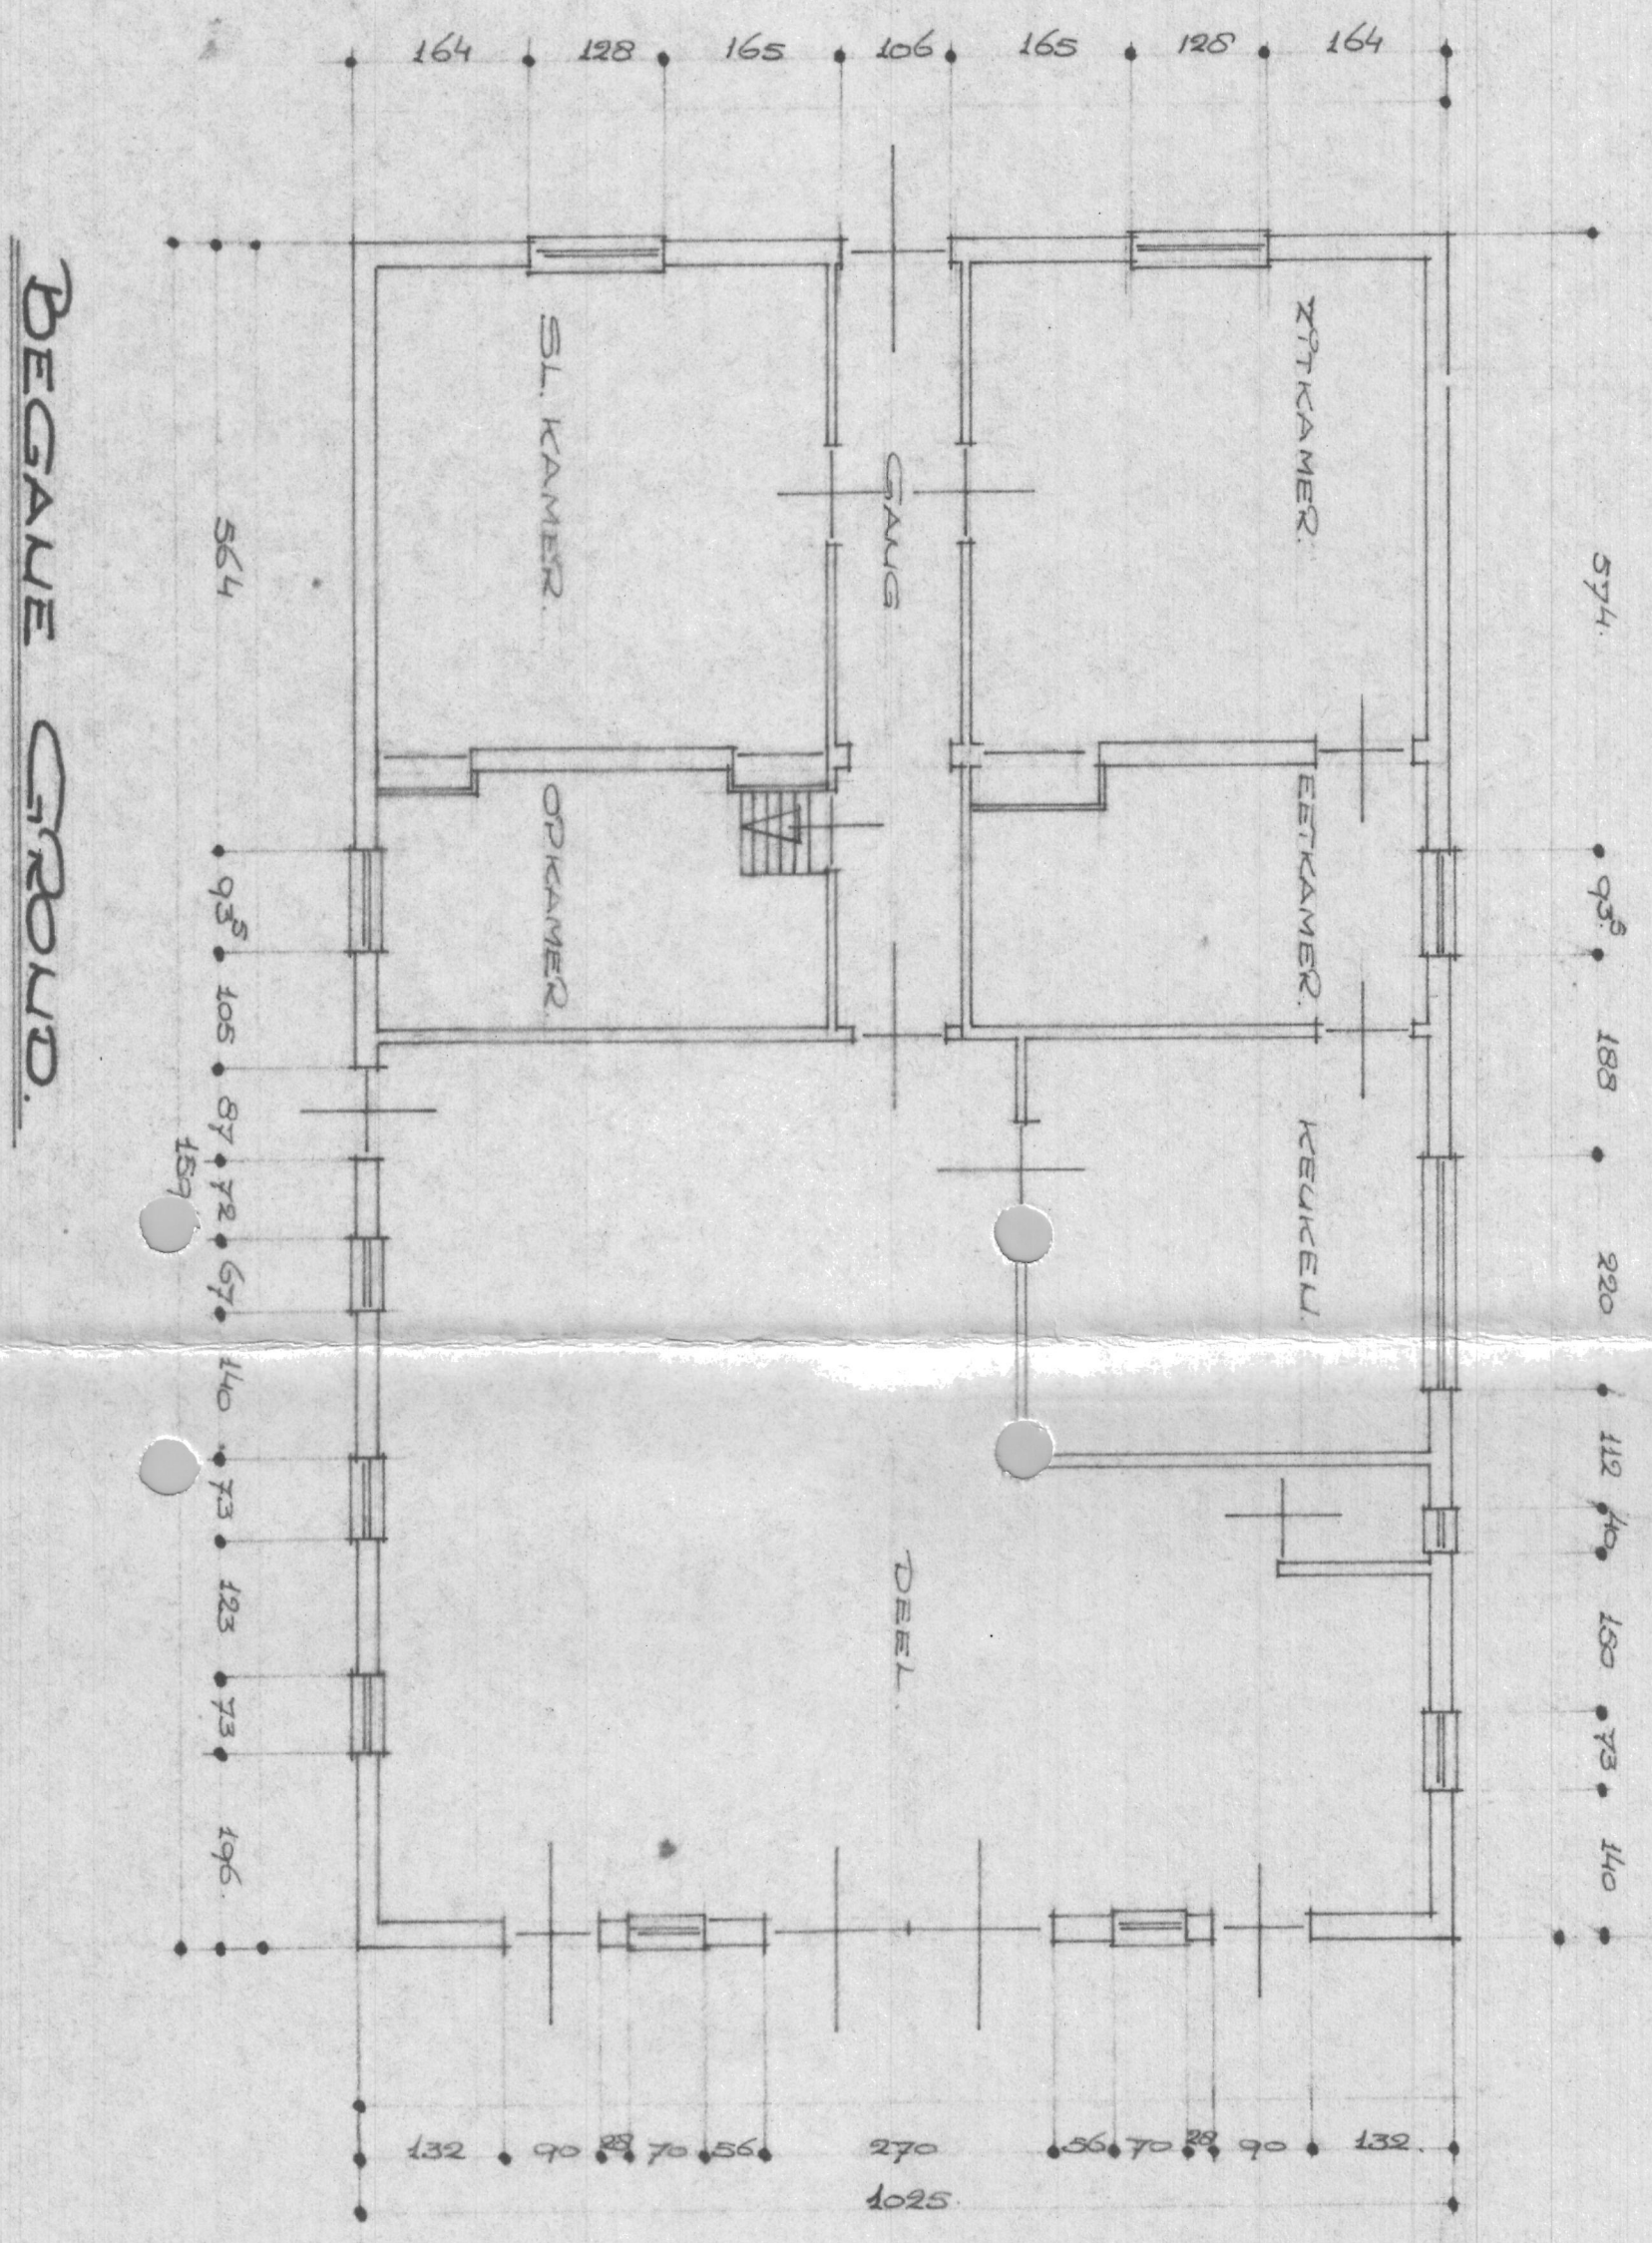 164 128 165 106 165 128 164
ZITKAMER.
SL. KAMER.
GANG
EETKAMER.
OPKAMER.
KEUKEN.
DEEL.
574.
93.5
188
220
112
40
150
73
140
564
93.5
105
87
72
67
140
73
123
73
196.
132 90 28 70 56 270 56 70 28 90 132.
1025.
BEGANE GROND.